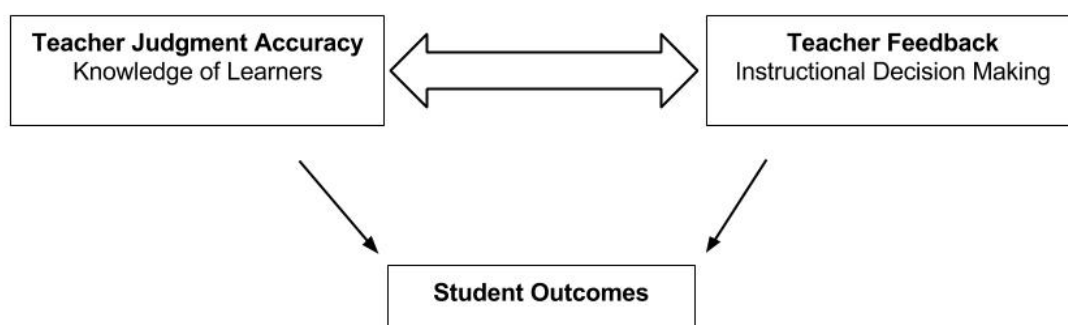 Teacher Judgment Accuracy
Knowledge of Learners
Teacher Feedback
Instructional Decision Making
Student Outcomes